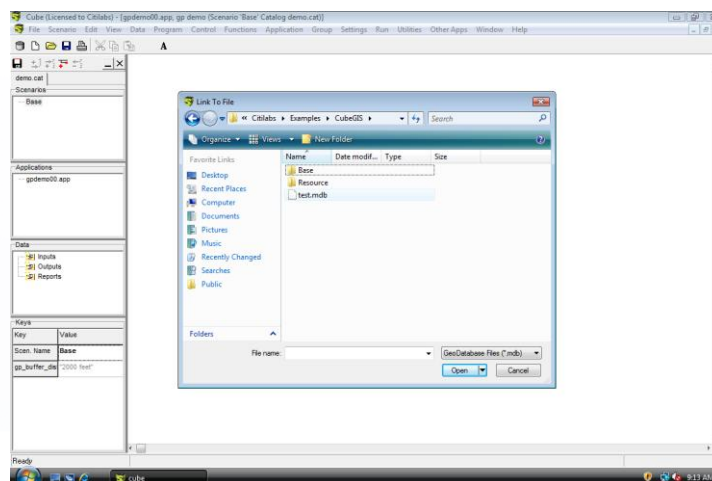 Cube (Licensed to Citilabs) - [gpdemo00.app, gp demo (Scenario 'Base' Catalog demo.cat)]
File Scenario Edit View Data Program Control Functions Application Group Settings Run Utilities Other Apps Window Help
A
demo.cat
Scenarios
Base
Applications
gpdemo00.app
Data
Inputs
Outputs
Reports
Keys
Key Value
Scen. Name Base
gp_buffer_dis "2000 feet"
Ready
Link To File
« Citilabs Examples CubeGIS Search
Organize Views New Folder
Favorite Links
Desktop
Recent Places
Computer
Documents
Pictures
Music
Recently Changed
Searches
Public
Folders
Name Date modif... Type Size
Base
Resource
test.mdb
File name: GeoDatabase Files (*.mdb)
Open Cancel
cube 9:13 AM